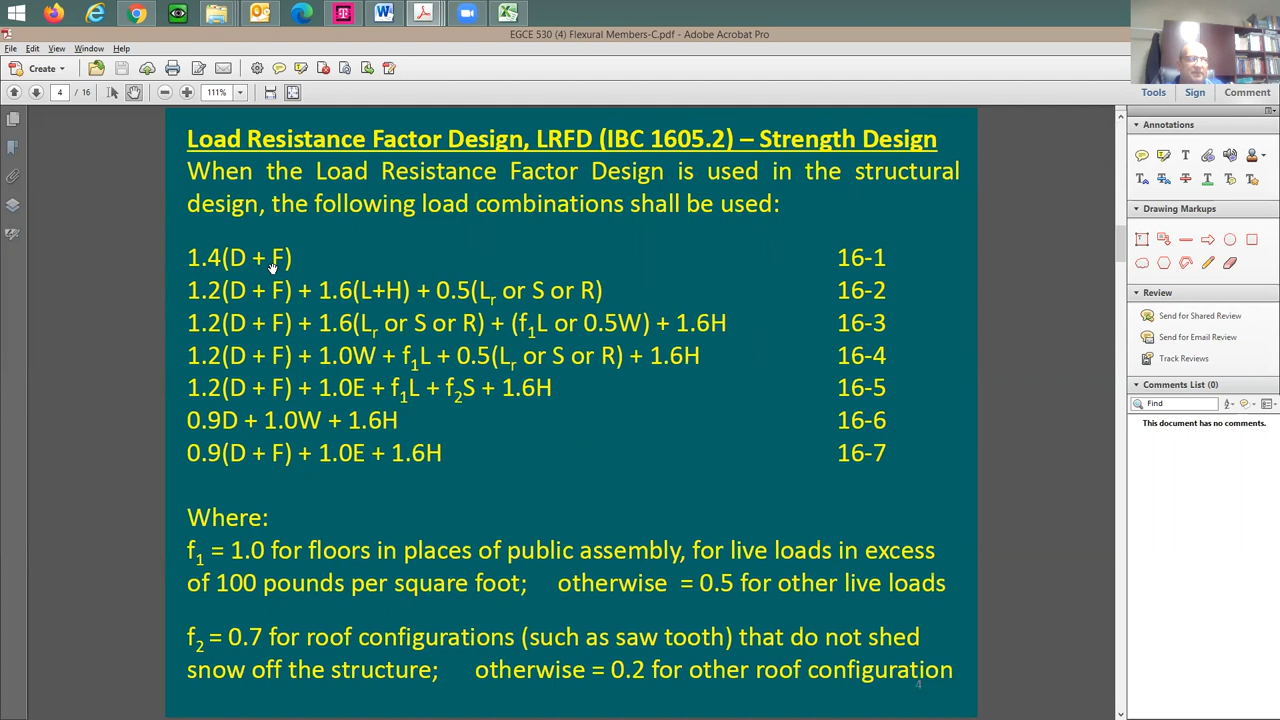 EGCE 530 (4) Flexural Members-C.pdf - Adobe Acrobat Pro
File Edit View Window Help
Create
4 / 16 111% Tools Sign Comment
Load Resistance Factor Design, LRFD (IBC 1605.2) – Strength Design
When the Load Resistance Factor Design is used in the structural
design, the following load combinations shall be used:
1.4(D + F) 16-1
1.2(D + F) + 1.6(L+H) + 0.5(Lr or S or R) 16-2
1.2(D + F) + 1.6(Lr or S or R) + (f1L or 0.5W) + 1.6H 16-3
1.2(D + F) + 1.0W + f1L + 0.5(Lr or S or R) + 1.6H 16-4
1.2(D + F) + 1.0E + f1L + f2S + 1.6H 16-5
0.9D + 1.0W + 1.6H 16-6
0.9(D + F) + 1.0E + 1.6H 16-7
Where:
f1 = 1.0 for floors in places of public assembly, for live loads in excess
of 100 pounds per square foot; otherwise = 0.5 for other live loads
f2 = 0.7 for roof configurations (such as saw tooth) that do not shed
snow off the structure; otherwise = 0.2 for other roof configuration
4
Annotations
Drawing Markups
Review
Send for Shared Review
Send for Email Review
Track Reviews
Comments List (0)
Find
This document has no comments.